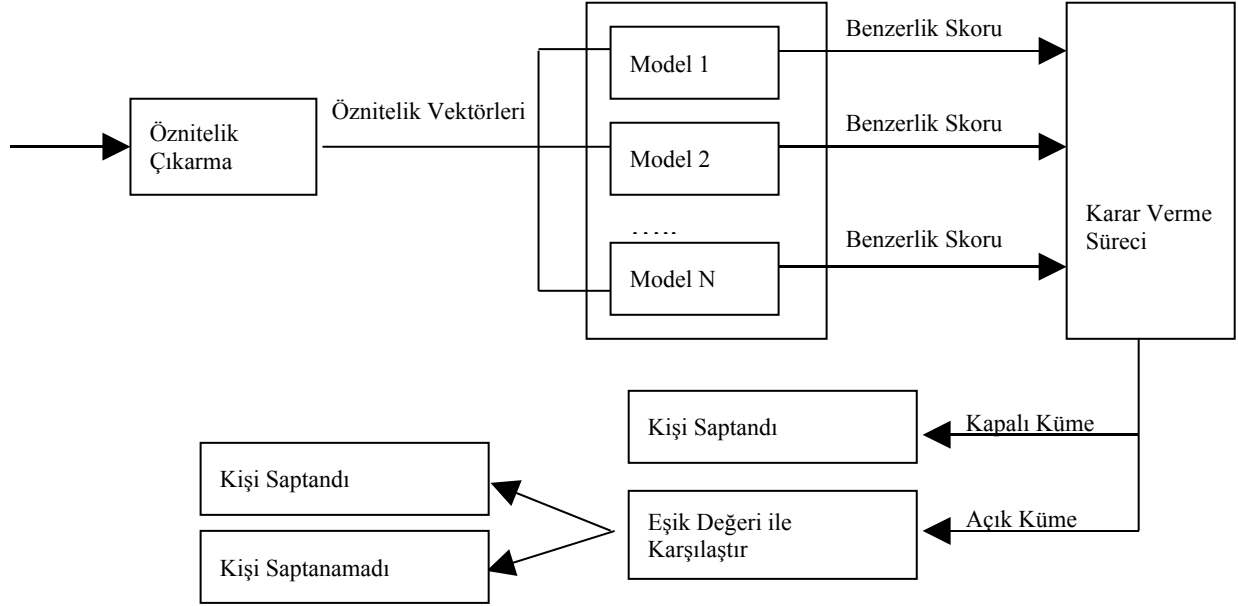 Benzerlik Skoru
Model 1
Öznitelik Vektörleri
Öznitelik
Çıkarma
Benzerlik Skoru
Model 2
Karar Verme
Süreci
.....
Benzerlik Skoru
Model N
Kişi Saptandı
Kapalı Küme
Kişi Saptandı
Eşik Değeri ile
Karşılaştır
Açık Küme
Kişi Saptanamadı